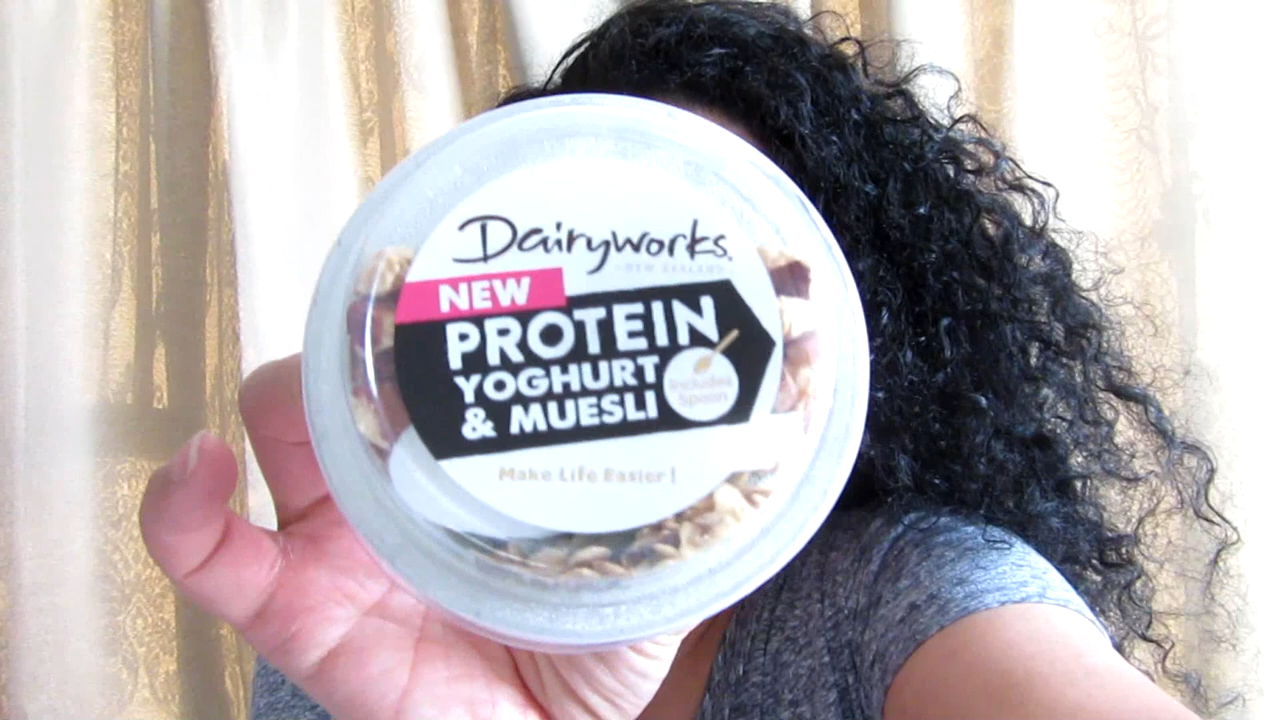 Dairyworks
NEW ZEALAND
NEW
PROTEIN
YOGHURT
& MUESLI
Includes
Spoon
Make Life Easier